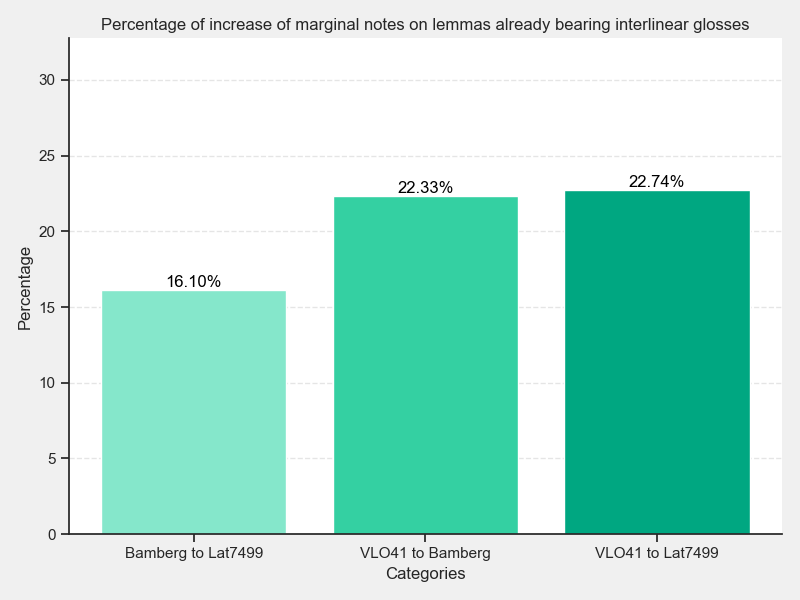 Percentage of increase of marginal notes on lemmas already bearing interlinear glosses
30
25
20
15
10
5
0
Percentage
16.10%
22.33%
22.74%
Bamberg to Lat7499
VLO41 to Bamberg
VLO41 to Lat7499
Categories